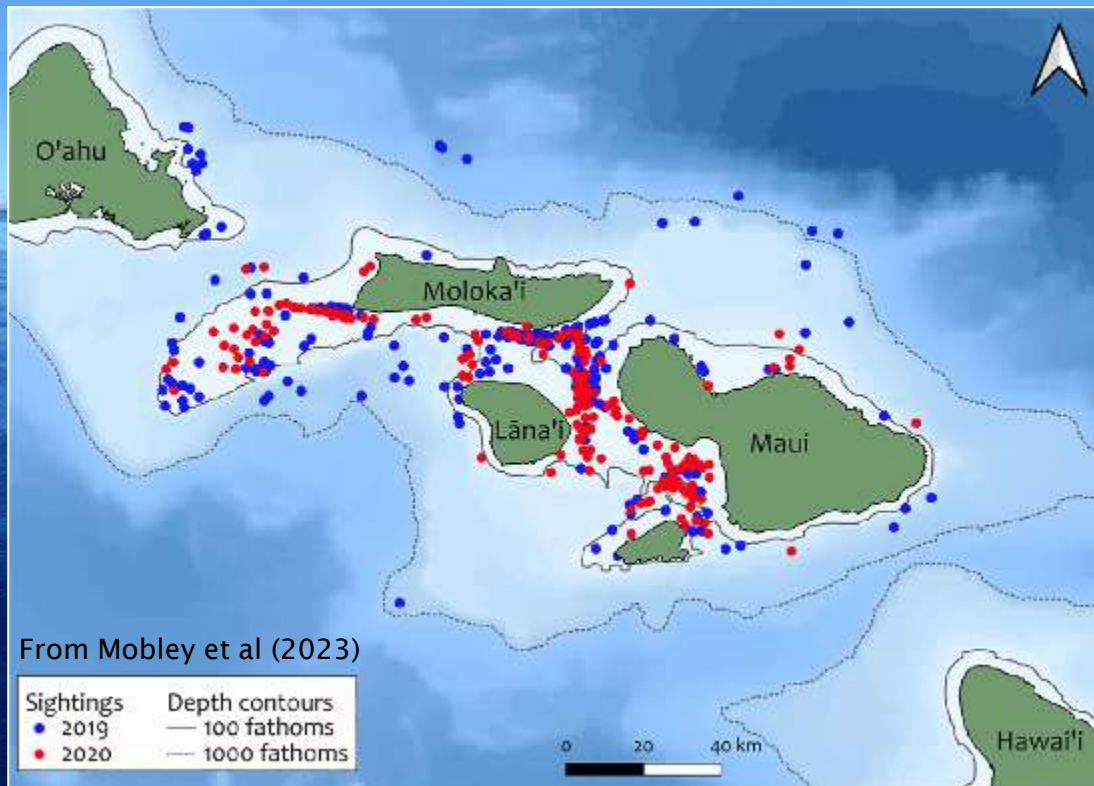 O'ahu
Moloka'i
Lāna'i
Maui
Hawai'i
From Mobley et al (2023)
Sightings Depth contours
2019 100 fathoms
2020 1000 fathoms
0 20 40 km